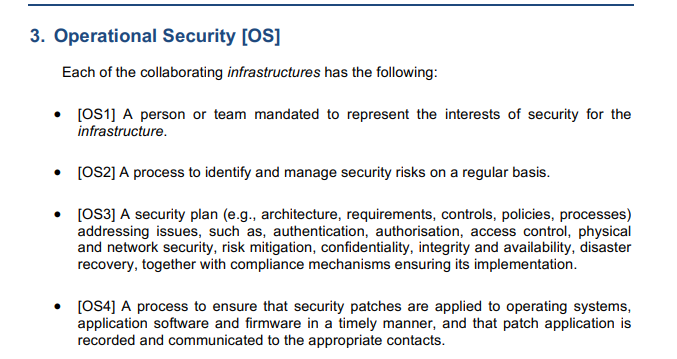 3. Operational Security [OS]
Each of the collaborating infrastructures has the following:
• [OS1] A person or team mandated to represent the interests of security for the
infrastructure.
• [OS2] A process to identify and manage security risks on a regular basis.
• [OS3] A security plan (e.g., architecture, requirements, controls, policies, processes)
addressing issues, such as, authentication, authorisation, access control, physical
and network security, risk mitigation, confidentiality, integrity and availability, disaster
recovery, together with compliance mechanisms ensuring its implementation.
• [OS4] A process to ensure that security patches are applied to operating systems,
application software and firmware in a timely manner, and that patch application is
recorded and communicated to the appropriate contacts.